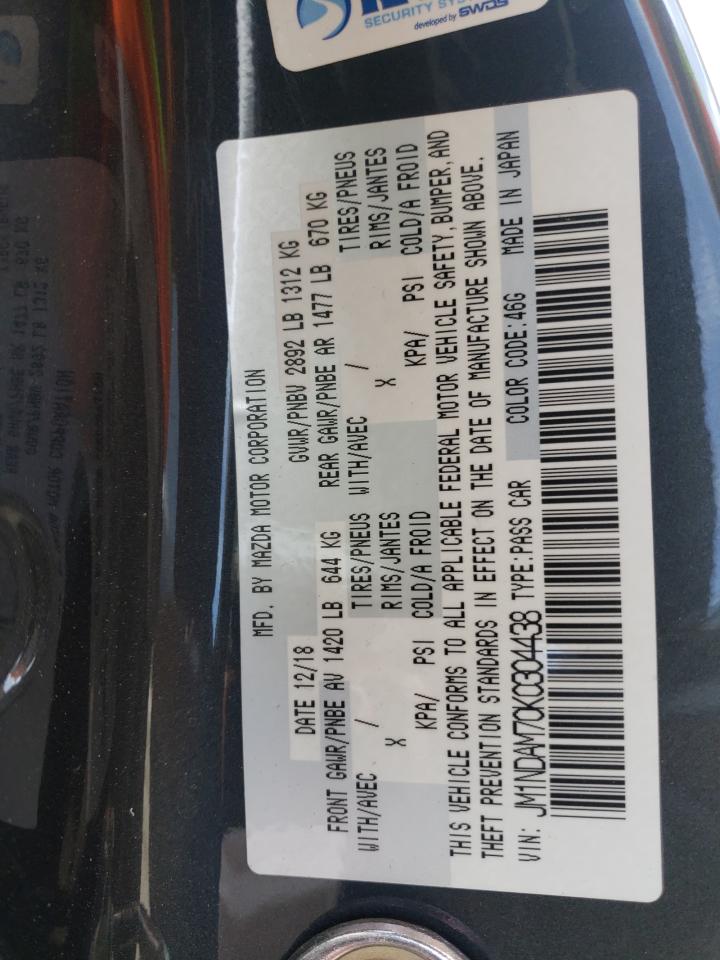 SECURITY SYS
developed by SWDS
MFD. BY MAZDA MOTOR CORPORATION
DATE 12/18 GVWR/PNBV 2892 LB 1312 KG
FRONT GAWR/PNBE AV 1420 LB 644 KG REAR GAWR/PNBE AR 1477 LB 670 KG
WITH/AVEC / TIRES/PNEUS WITH/AVEC / TIRES/PNEUS
X RIMS/JANTES X RIMS/JANTES
KPA/ PSI COLD/A FROID KPA/ PSI COLD/A FROID
THIS VEHICLE CONFORMS TO ALL APPLICABLE FEDERAL MOTOR VEHICLE SAFETY, BUMPER, AND
THEFT PREVENTION STANDARDS IN EFFECT ON THE DATE OF MANUFACTURE SHOWN ABOVE.
VIN: JM1NDAM70K0304438 TYPE:PASS CAR COLOR CODE:46G MADE IN JAPAN